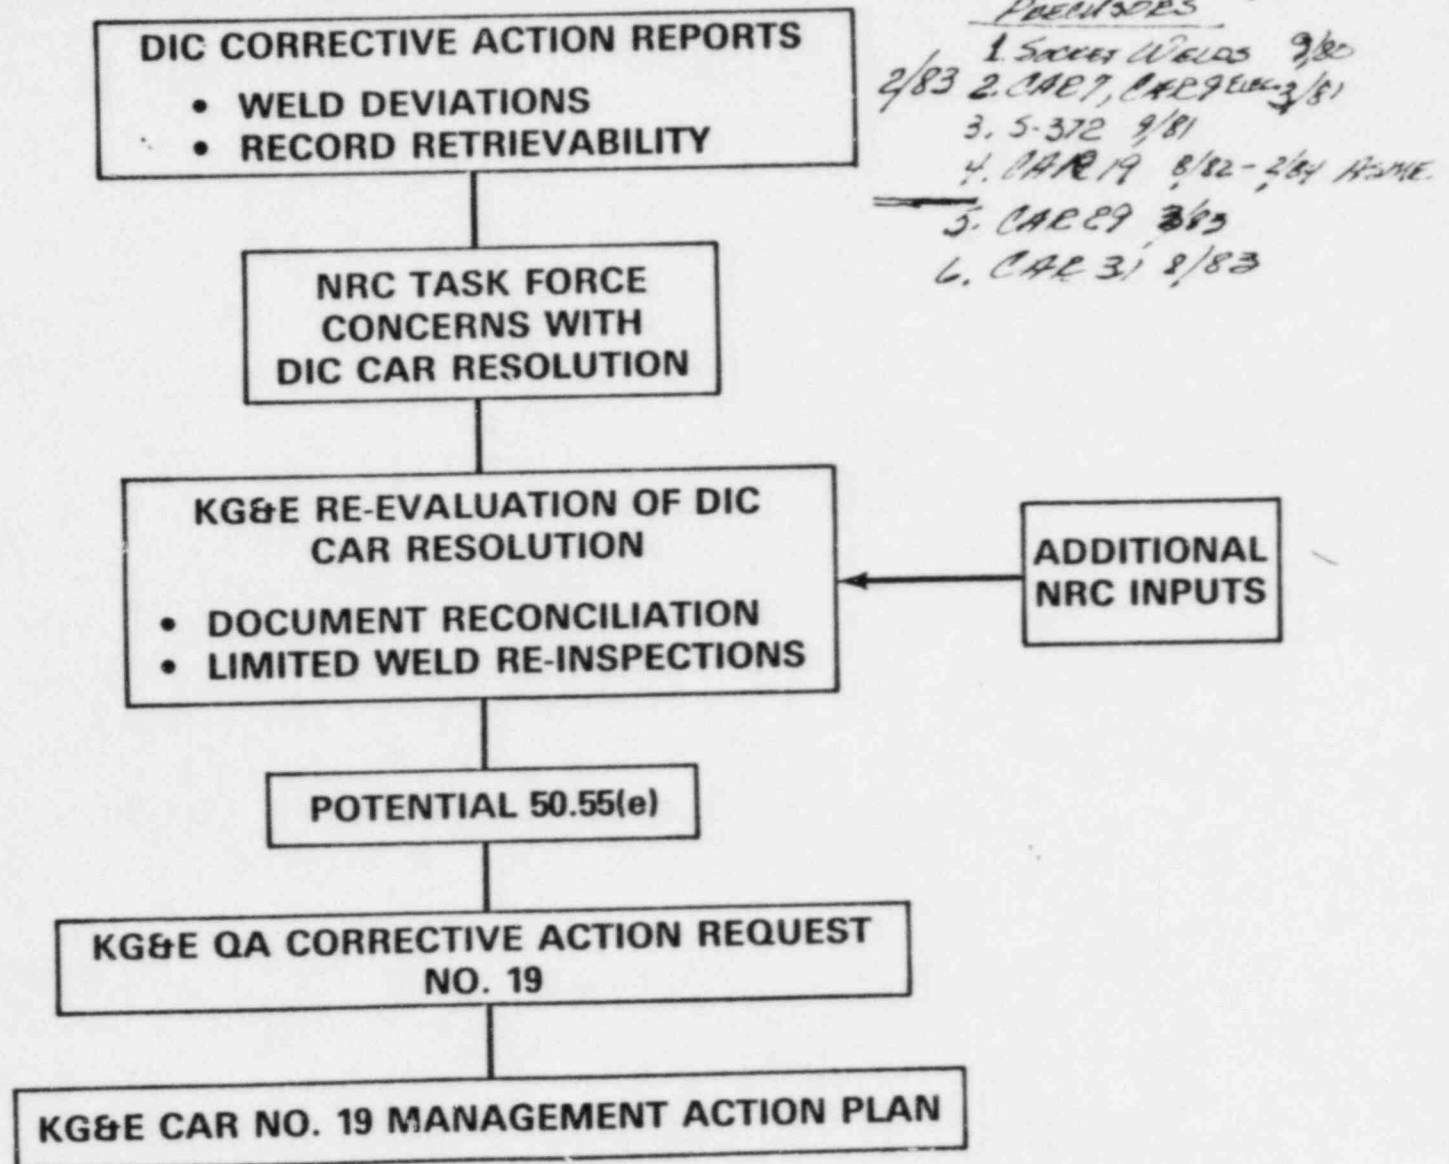 DIC CORRECTIVE ACTION REPORTS
• WELD DEVIATIONS
• RECORD RETRIEVABILITY
1. SOCKET WELDS 9/80
2/83 2. CAR 7, CAR 9 ELEC 3/81
3. S-372 9/81
4. CAR 19 8/82 - 2/84 ASME.
5. CAR 29 3/83
6. CAR 31 8/83
NRC TASK FORCE
CONCERNS WITH
DIC CAR RESOLUTION
KG&E RE-EVALUATION OF DIC
CAR RESOLUTION
• DOCUMENT RECONCILIATION
• LIMITED WELD RE-INSPECTIONS
ADDITIONAL
NRC INPUTS
POTENTIAL 50.55(e)
KG&E QA CORRECTIVE ACTION REQUEST
NO. 19
KG&E CAR NO. 19 MANAGEMENT ACTION PLAN